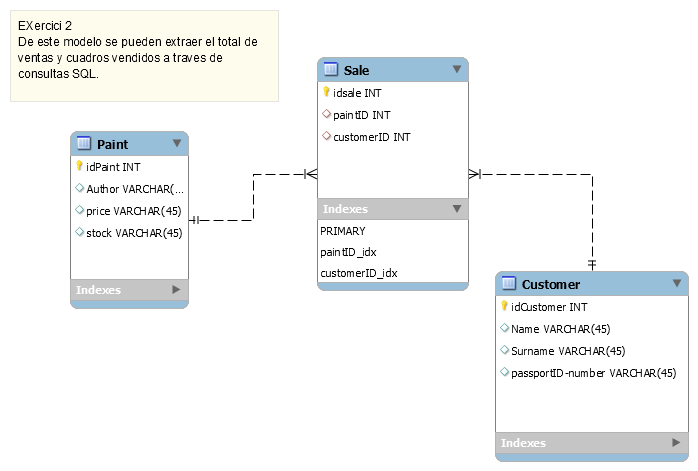 EXercici 2
De este modelo se pueden extraer el total de
ventas y cuadros vendidos a traves de
consultas SQL.
Sale
idsale INT
paintID INT
customerID INT
Indexes
PRIMARY
paintID_idx
customerID_idx
Paint
idPaint INT
Author VARCHAR(...
price VARCHAR(45)
stock VARCHAR(45)
Indexes
Customer
idCustomer INT
Name VARCHAR(45)
Surname VARCHAR(45)
passportID-number VARCHAR(45)
Indexes